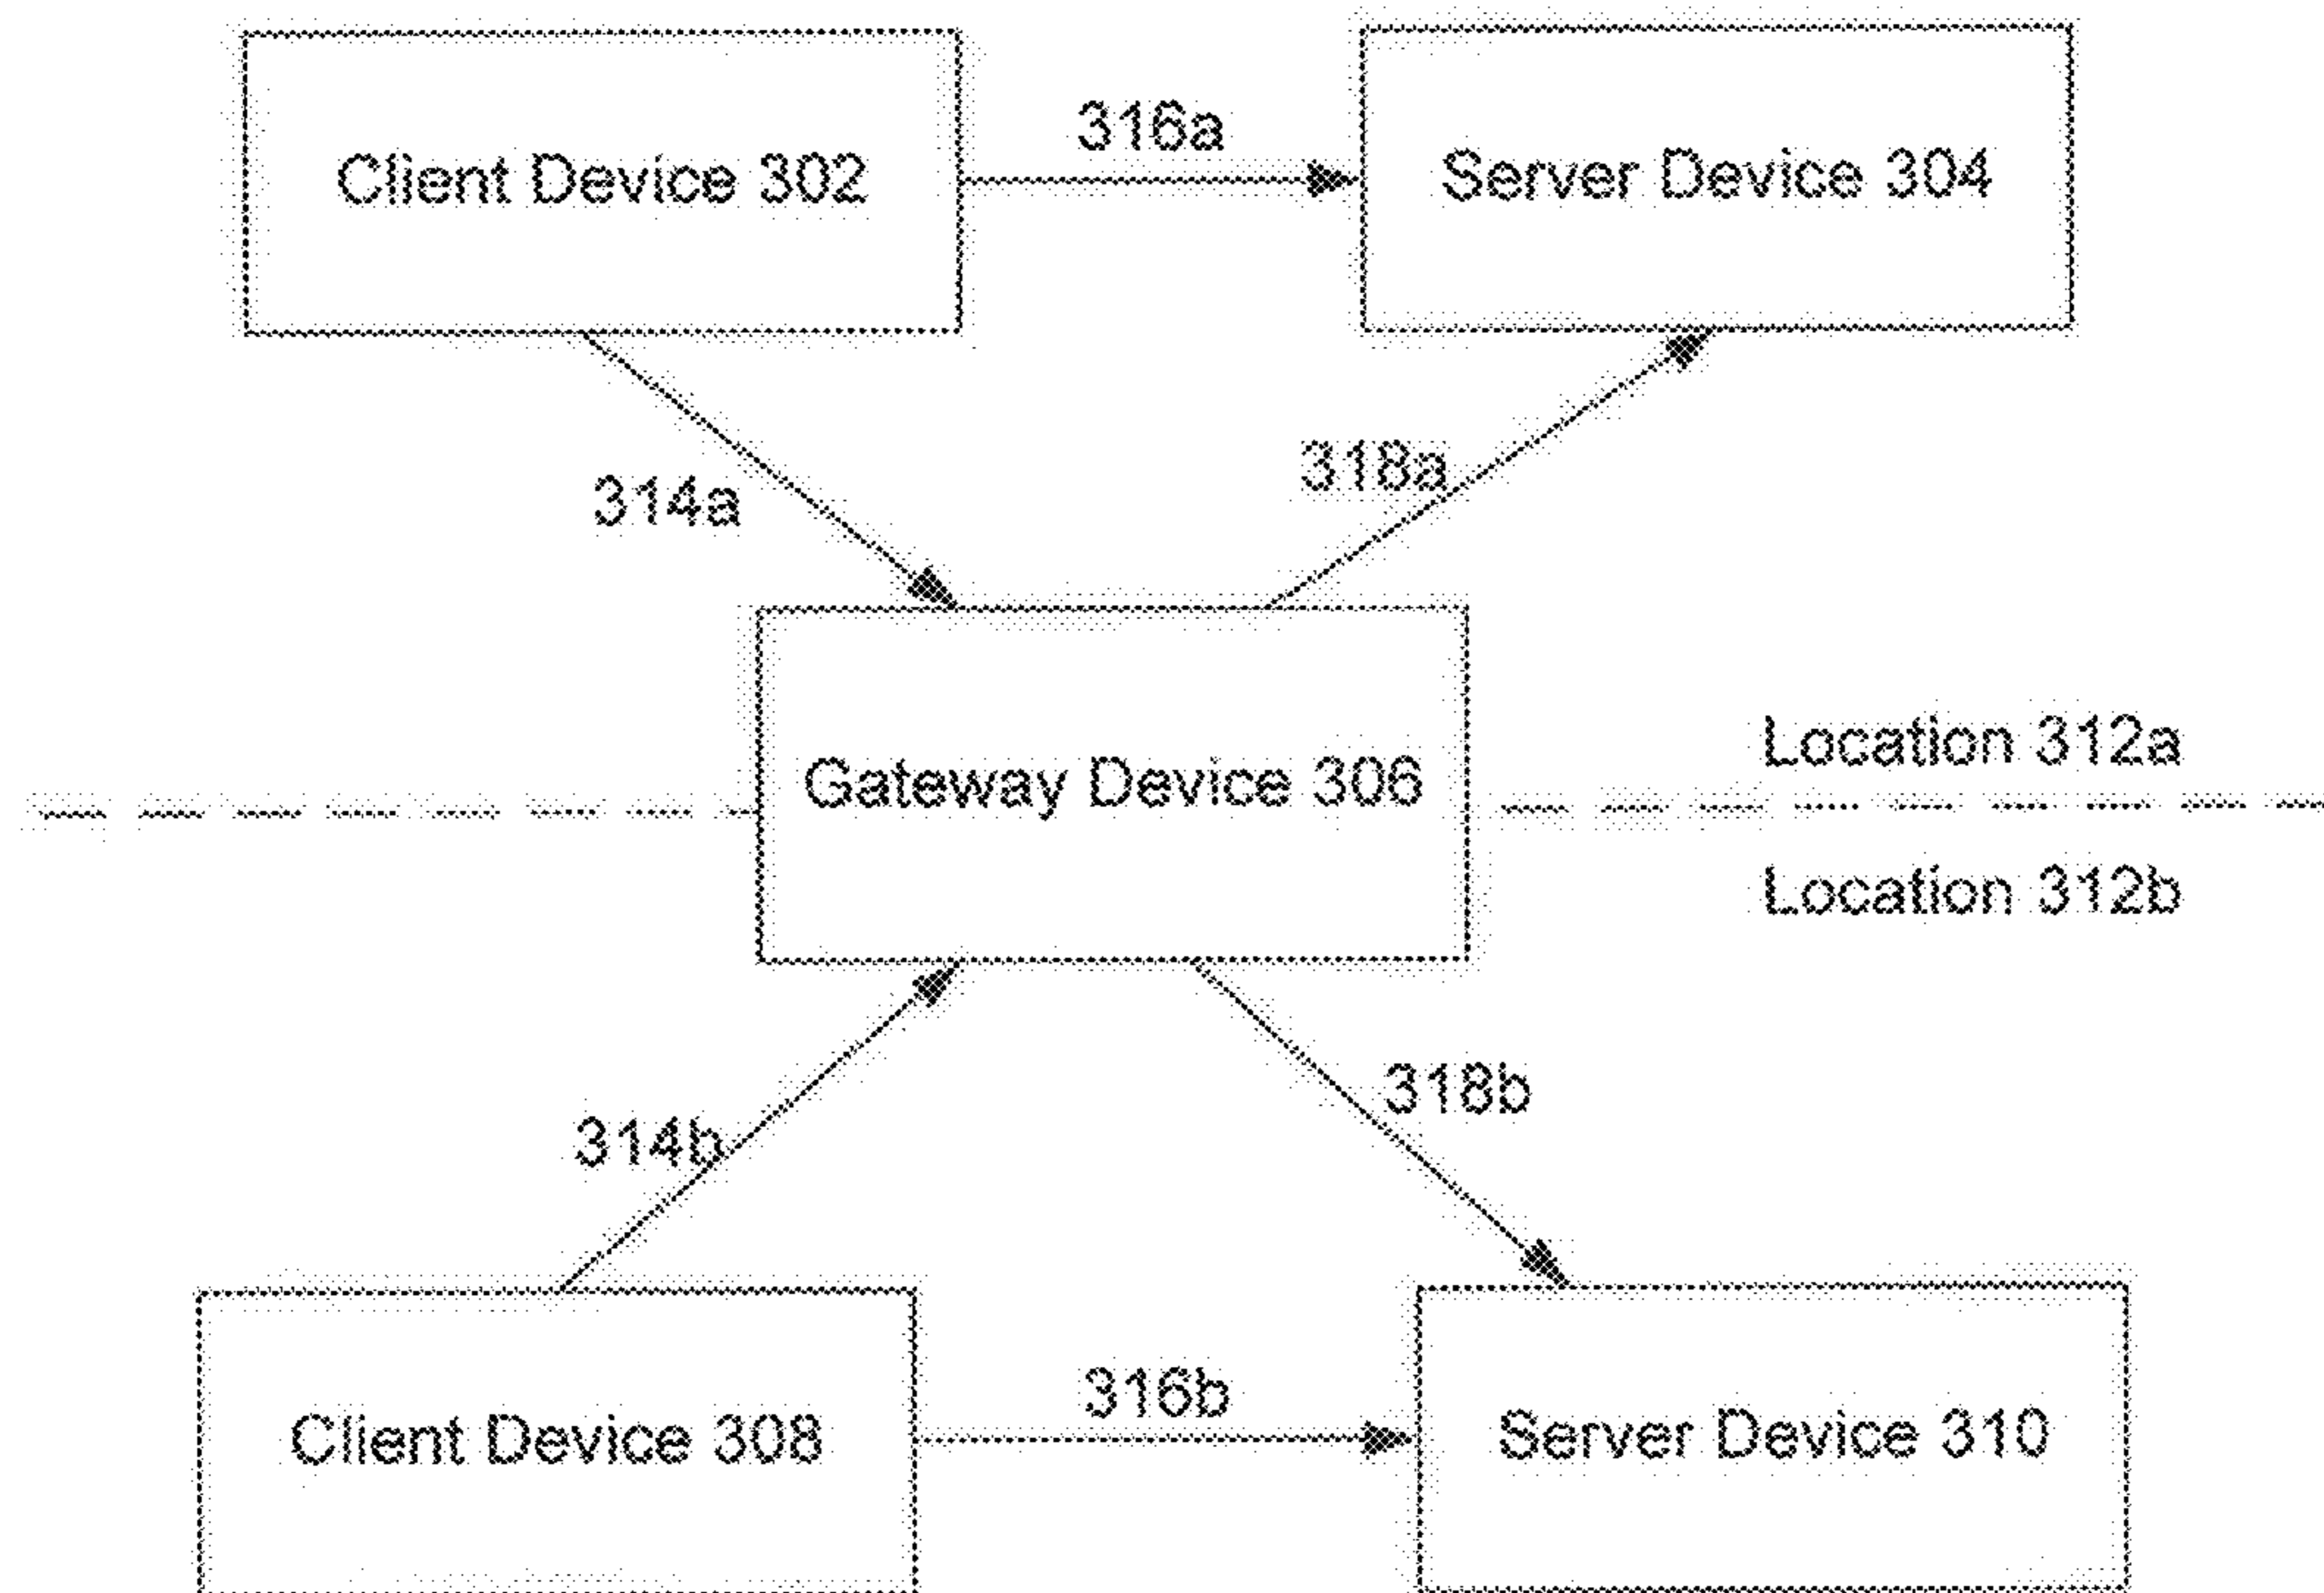 316a
Client Device 302
Server Device 304
318a
314a
Location 312a
Gateway Device 306
Location 312b
318b
314b
316b
Client Device 308
Server Device 310